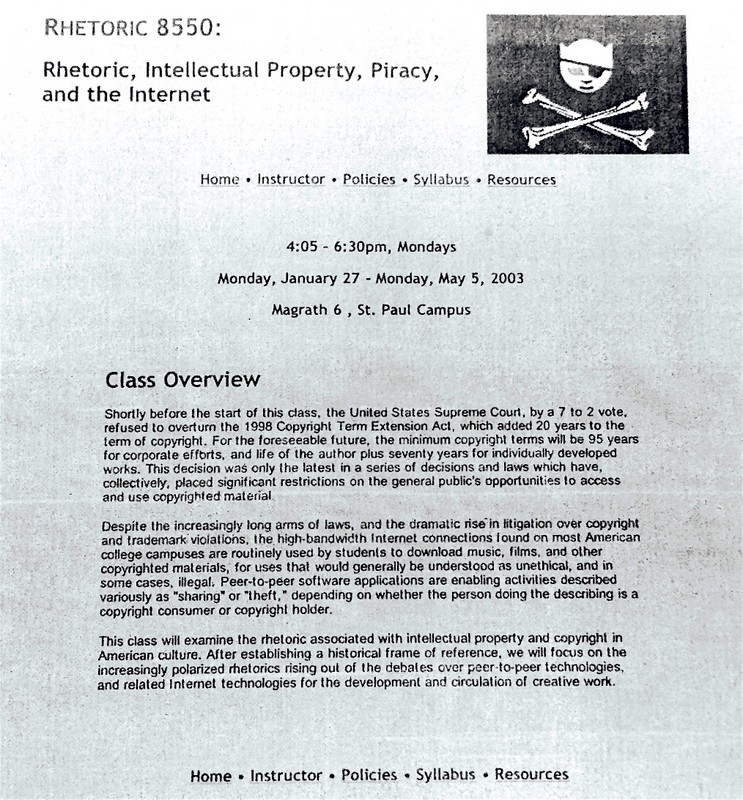 RHETORIC 8550:
Rhetoric, Intellectual Property, Piracy,
and the Internet
Home • Instructor • Policies • Syllabus • Resources
4:05 - 6:30pm, Mondays
Monday, January 27 - Monday, May 5, 2003
Magrath 6 , St. Paul Campus
Class Overview
Shortly before the start of this class, the United States Supreme Court, by a 7 to 2 vote,
refused to overturn the 1998 Copyright Term Extension Act, which added 20 years to the
term of copyright. For the foreseeable future, the minimum copyright terms will be 95 years
for corporate efforts, and life of the author plus seventy years for individually developed
works. This decision was only the latest in a series of decisions and laws which have,
collectively, placed significant restrictions on the general public's opportunities to access
and use copyrighted material.
Despite the increasingly long arms of laws, and the dramatic rise in litigation over copyright
and trademark violations, the high-bandwidth Internet connections found on most American
college campuses are routinely used by students to download music, films, and other
copyrighted materials, for uses that would generally be understood as unethical, and in
some cases, illegal. Peer-to-peer software applications are enabling activities described
variously as "sharing" or "theft," depending on whether the person doing the describing is a
copyright consumer or copyright holder.
This class will examine the rhetoric associated with intellectual property and copyright in
American culture. After establishing a historical frame of reference, we will focus on the
increasingly polarized rhetorics rising out of the debates over peer-to-peer technologies,
and related Internet technologies for the development and circulation of creative work.
Home • Instructor • Policies • Syllabus • Resources